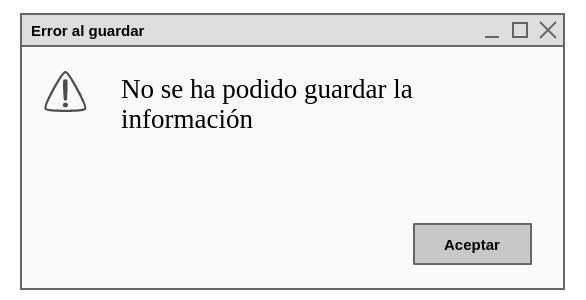 Error al guardar
No se ha podido guardar la
información
Aceptar